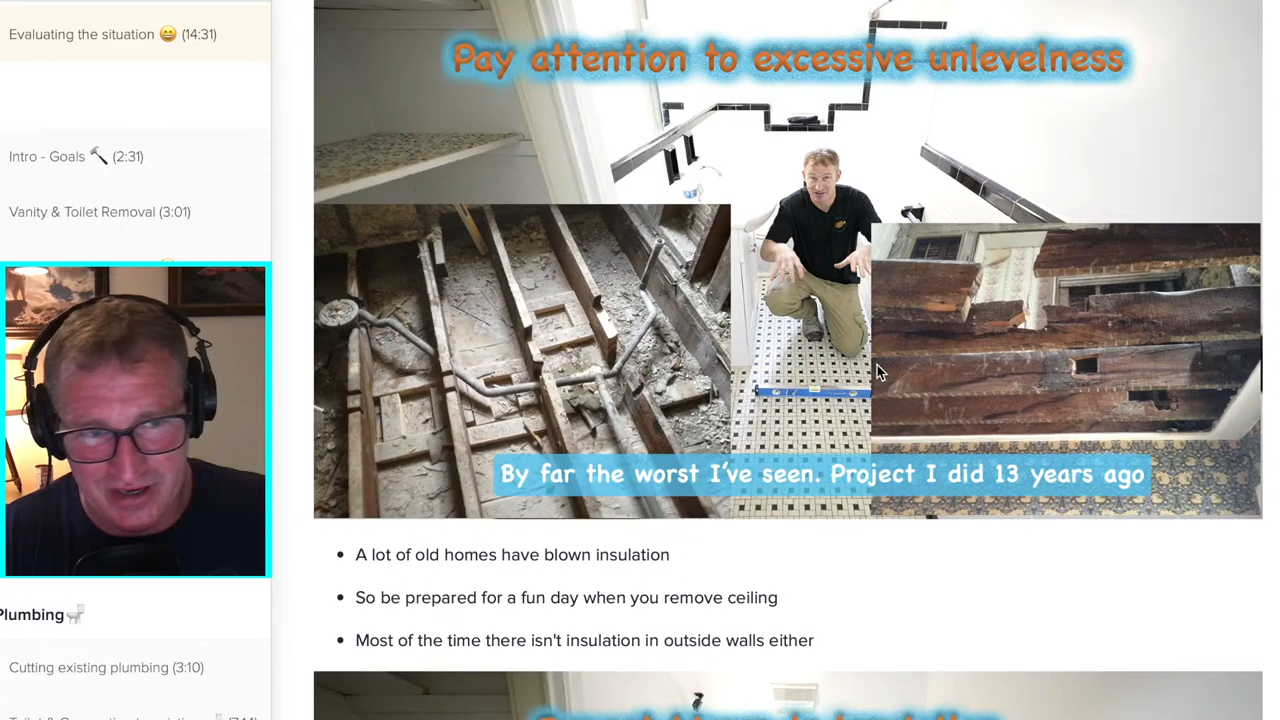 Evaluating the situation 😄 (14:31)
Intro - Goals 🔨 (2:31)
Vanity & Toilet Removal (3:01)
Plumbing🚽
Cutting existing plumbing (3:10)
Pay attention to excessive unlevelness
By far the worst I've seen. Project I did 13 years ago
• A lot of old homes have blown insulation
• So be prepared for a fun day when you remove ceiling
• Most of the time there isn't insulation in outside walls either